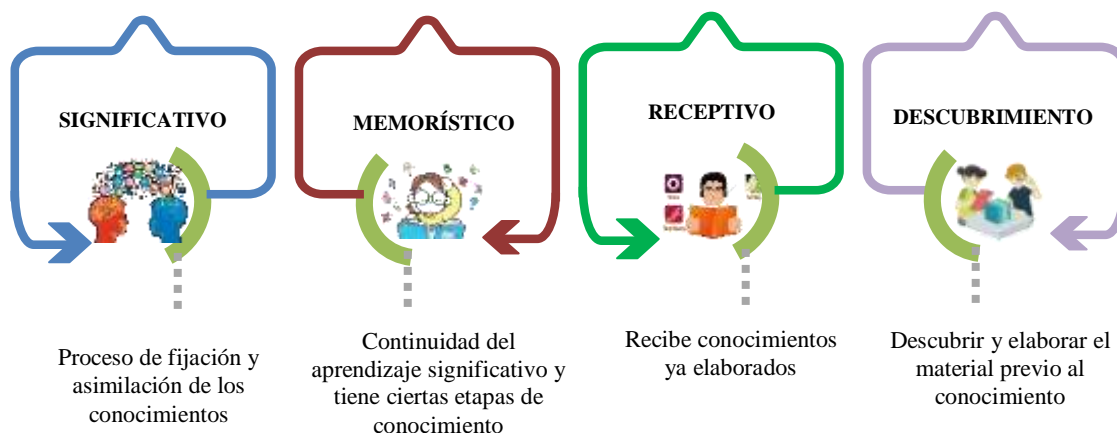 SIGNIFICATIVO
Proceso de fijación y
asimilación de los
conocimientos
MEMORÍSTICO
Continuidad del
aprendizaje significativo y
tiene ciertas etapas de
conocimiento
RECEPTIVO
Recibe conocimientos
ya elaborados
DESCUBRIMIENTO
Descubrir y elaborar el
material previo al
conocimiento